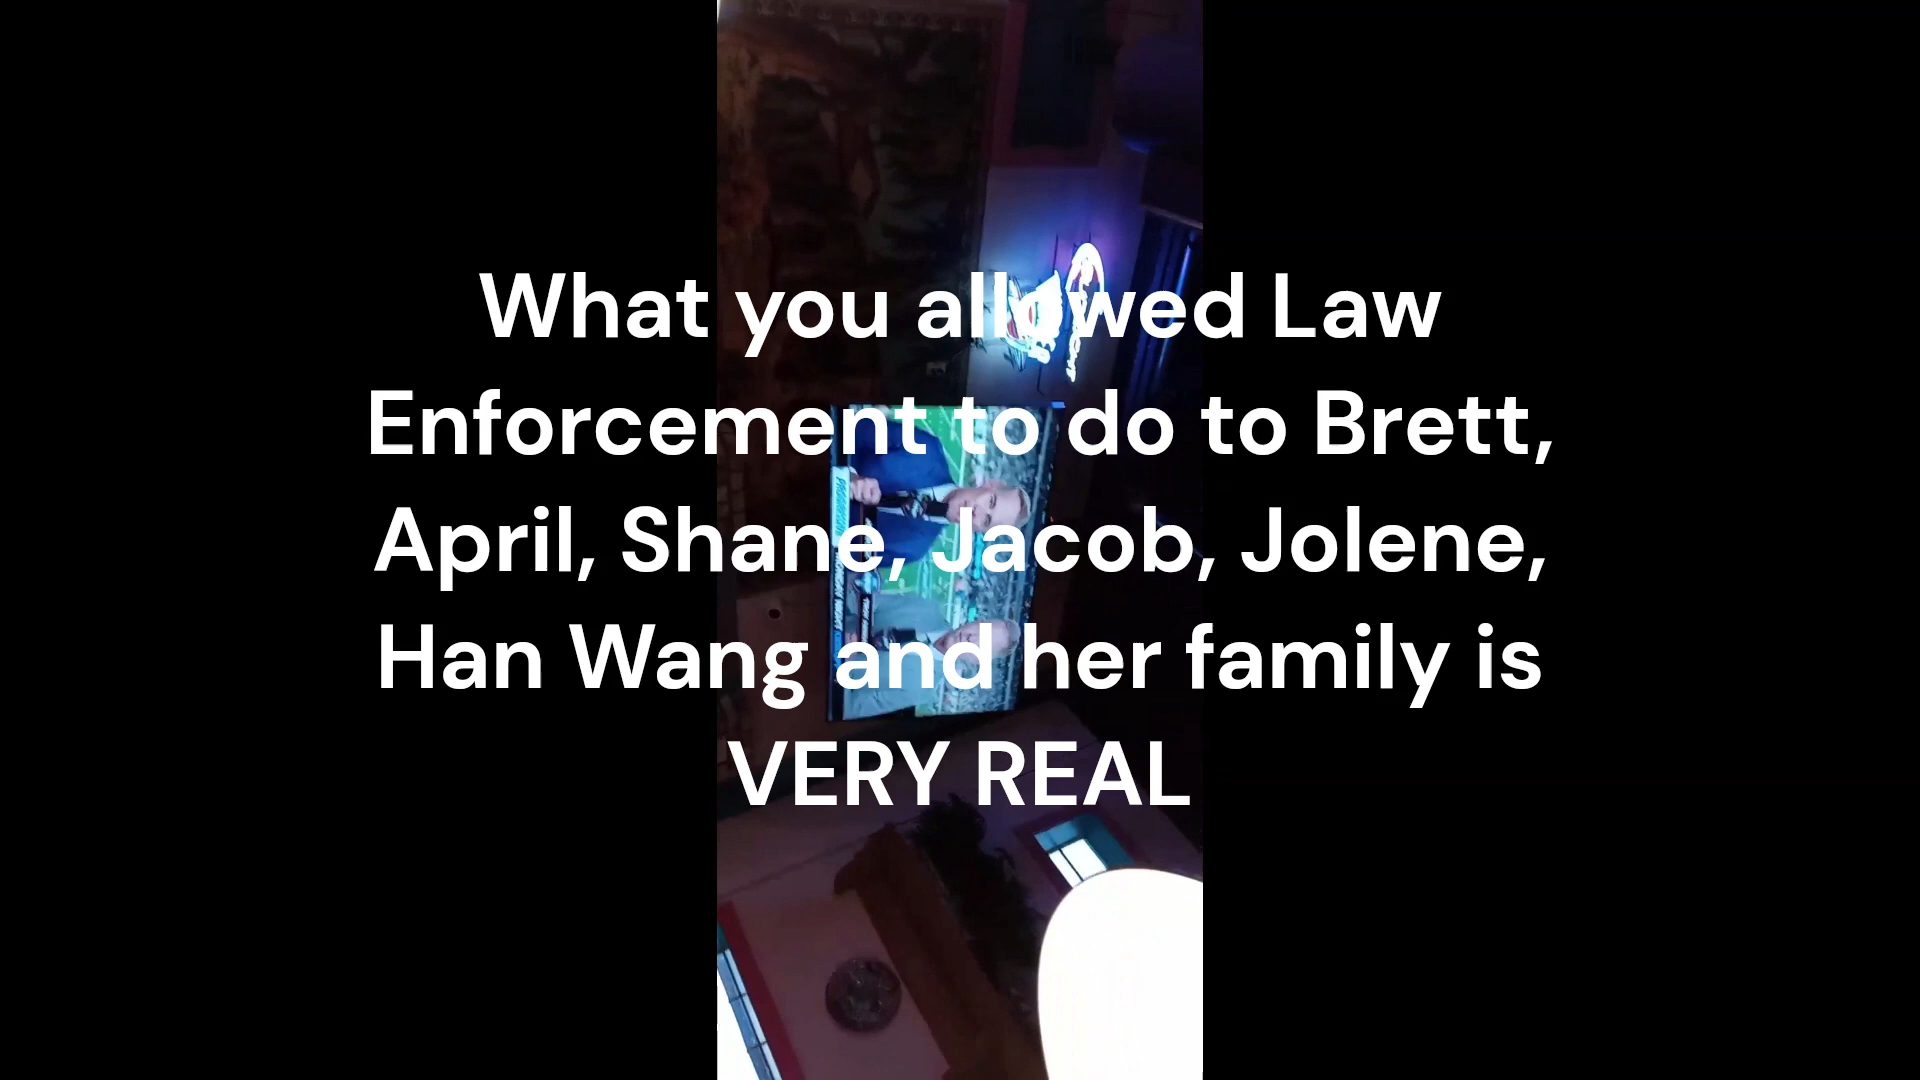 What you allowed Law
Enforcement to do to Brett,
April, Shane, Jacob, Jolene,
Han Wang and her family is
VERY REAL